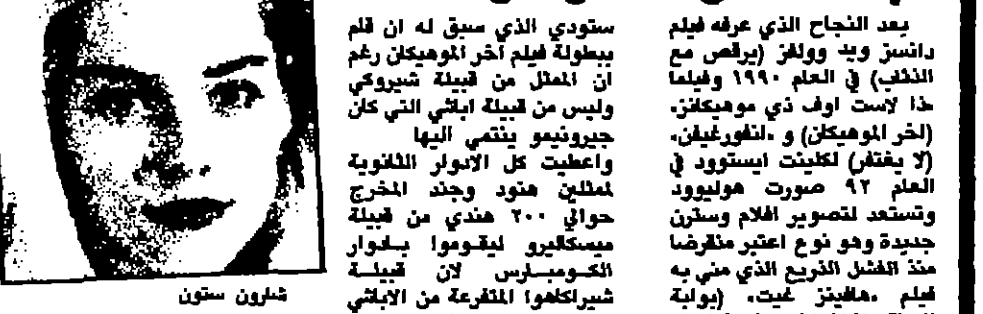 بعد النجاح الذي عرفه فيلم
دانسز ويذ وولفز (يرقص مع
الذئاب) في العام ١٩٩٠ وفيلما
«ذا لاست اوف ذي موهيكانز»
(اخر الموهيكان) و «انفورغيفن»
(لا يغتفر) لكلينت ايستوود في
العام ٩٢ صورت هوليوود
وتستعد لتصوير افلام وسترن
جديدة وهو نوع اعتبر منقرضا
منذ الفشل الذريع الذي مني به
فيلم «هافينز غيت» (بوابة
ستودي الذي سبق له ان قام
ببطولة فيلم اخر الموهيكان رغم
ان الممثل من قبيلة شيروكي
وليس من قبيلة اباتشي التي كان
جيرونيمو ينتمي اليها
واعطيت كل الادوار الثانوية
لممثلين هنود وجند المخرج
حوالي ٢٠٠ هندي من قبيلة
ميسكاليرو ليقوموا بادوار
الكومبارس لان قبيلة
شيراكاهوا المتفرعة من الاباتشي
شارون ستون